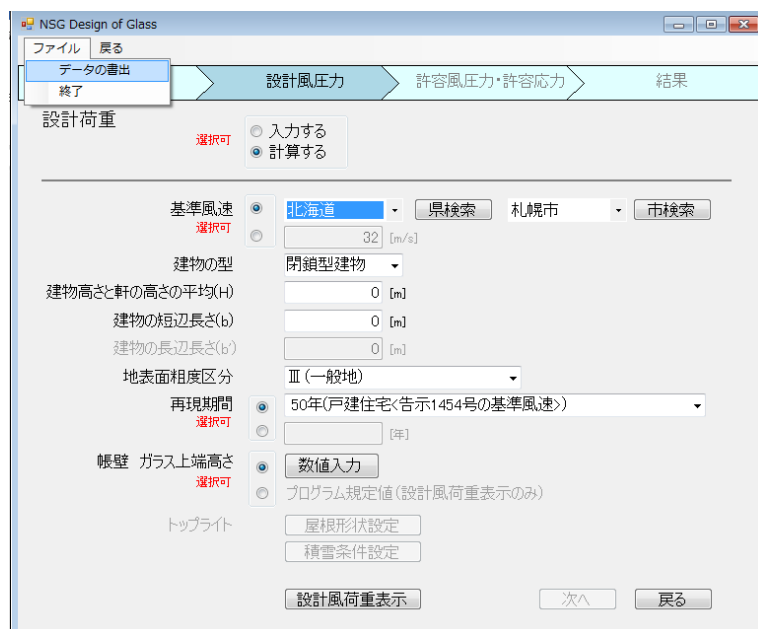 NSG Design of Glass
ファイル 戻る
データの書出
終了
設計風圧力 許容風圧力・許容応力 結果
設計荷重
選択可
入力する
計算する
基準風速 北海道 県検索 札幌市 市検索
選択可
32 [m/s]
建物の型 閉鎖型建物
建物高さと軒の高さの平均(H) 0 [m]
建物の短辺長さ(b) 0 [m]
建物の長辺長さ(b') 0 [m]
地表面粗度区分 Ⅲ(一般地)
再現期間 50年(戸建住宅<告示1454号の基準風速>)
選択可
[年]
帳壁 ガラス上端高さ 数値入力
選択可
プログラム規定値(設計風荷重表示のみ)
トップライト 屋根形状設定
積雪条件設定
設計風荷重表示 次へ 戻る